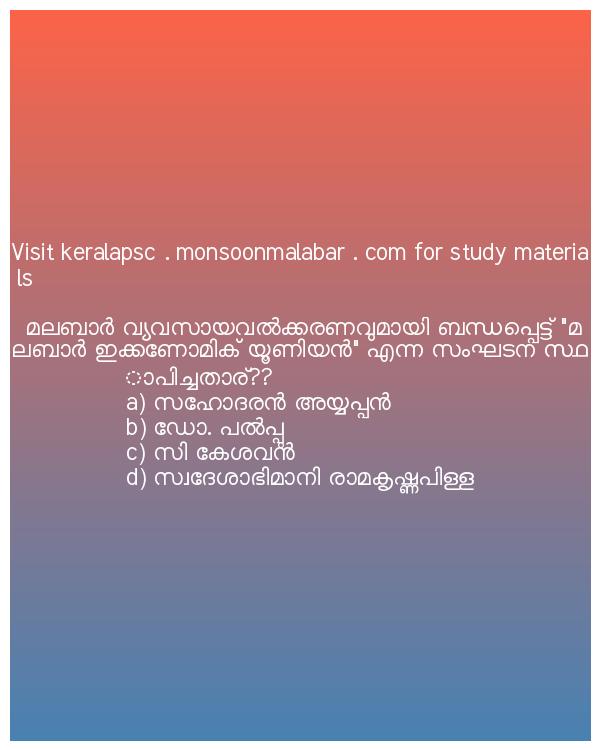 Visit keralapsc . monsoonmalabar . com for study materia
ls
മലബാർ വ്യവസായവൽക്കരണവുമായി ബന്ധപ്പെട്ട് "മ
ലബാർ ഇക്കണോമിക് യൂണിയൻ" എന്ന സംഘടന സ്ഥ
ാപിച്ചതാര്??
a) സഹോദരൻ അയ്യപ്പൻ
b) ഡോ. പൽപ്പു
c) സി കേശവൻ
d) സ്വദേശാഭിമാനി രാമകൃഷ്ണപിള്ള